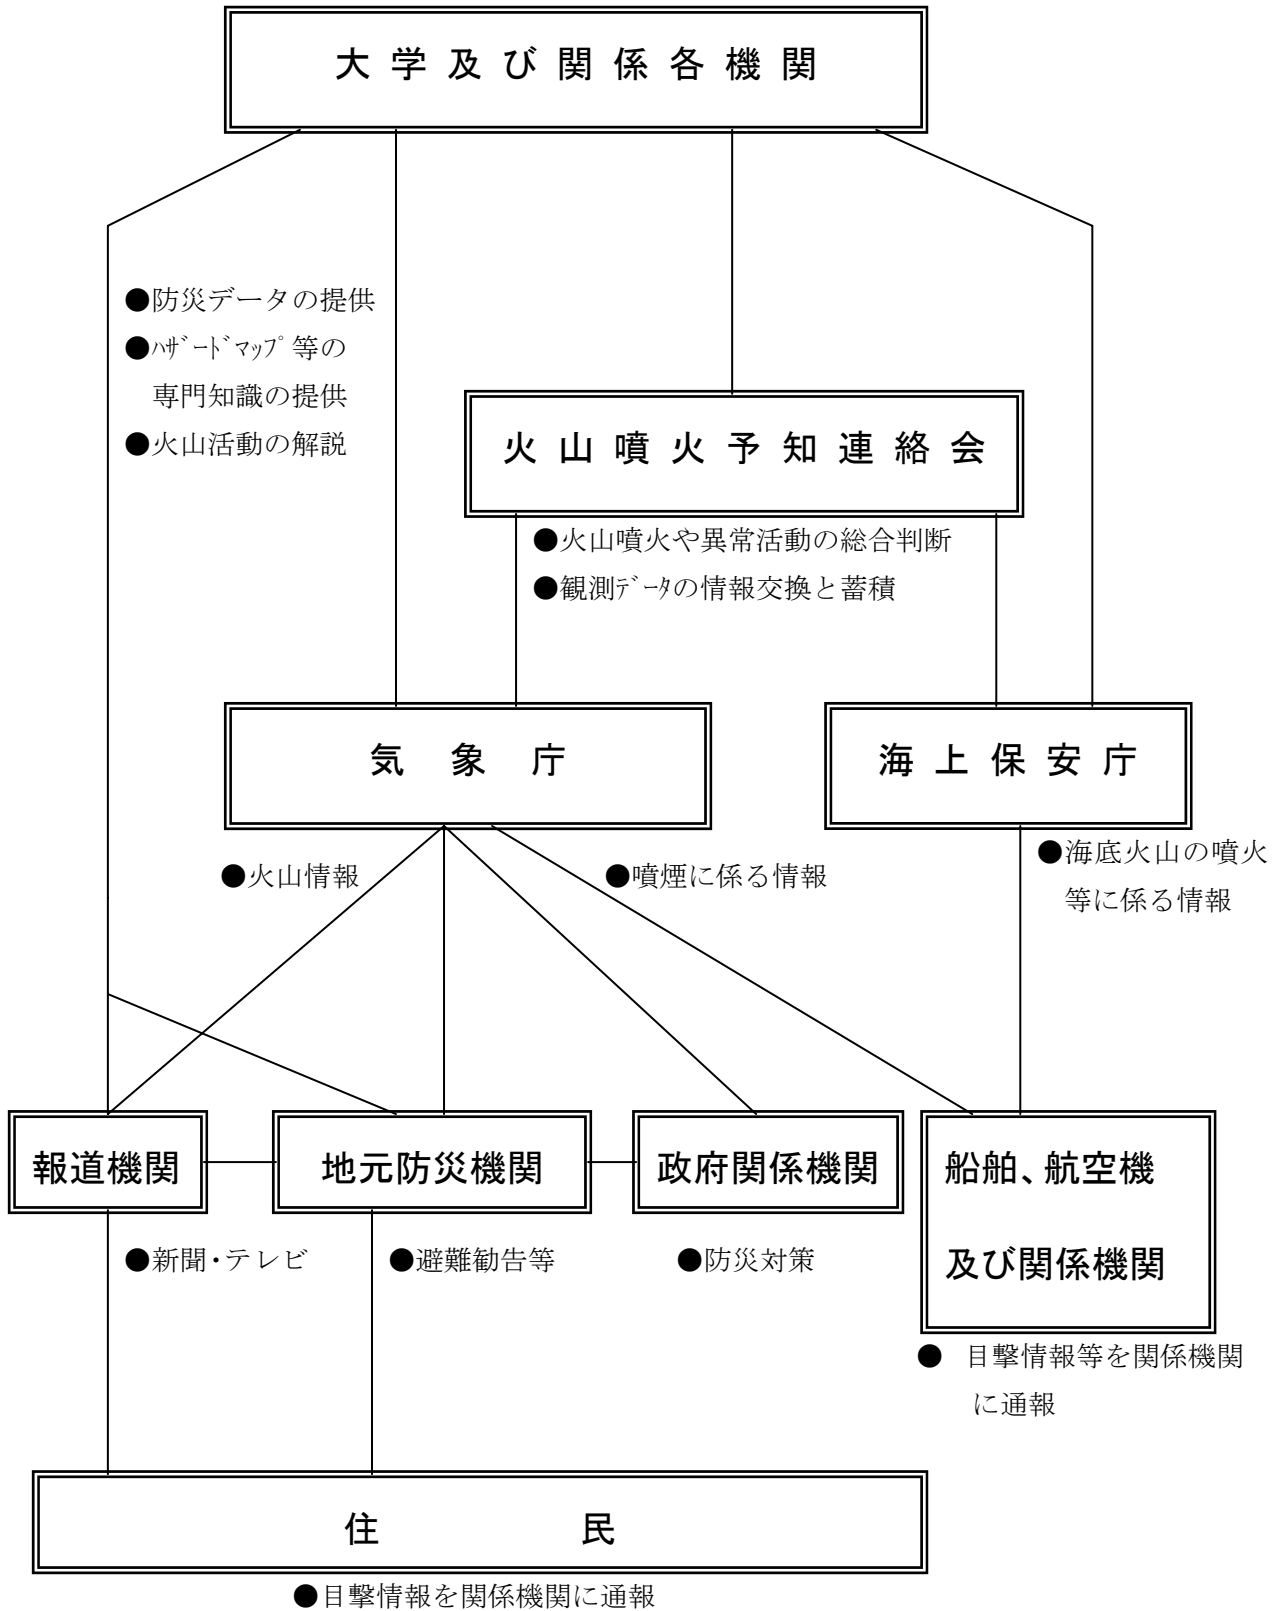 大学及び関係各機関
●防災データの提供
●ﾊｻﾞｰﾄﾞﾏｯﾌﾟ等の
専門知識の提供
●火山活動の解説
火山噴火予知連絡会
●火山噴火や異常活動の総合判断
●観測ﾃﾞｰﾀの情報交換と蓄積
気象庁
海上保安庁
●火山情報
●噴煙に係る情報
●海底火山の噴火
等に係る情報
報道機関
地元防災機関
政府関係機関
船舶、航空機
及び関係機関
●新聞・テレビ
●避難勧告等
●防災対策
● 目撃情報等を関係機関
に通報
住民
●目撃情報を関係機関に通報